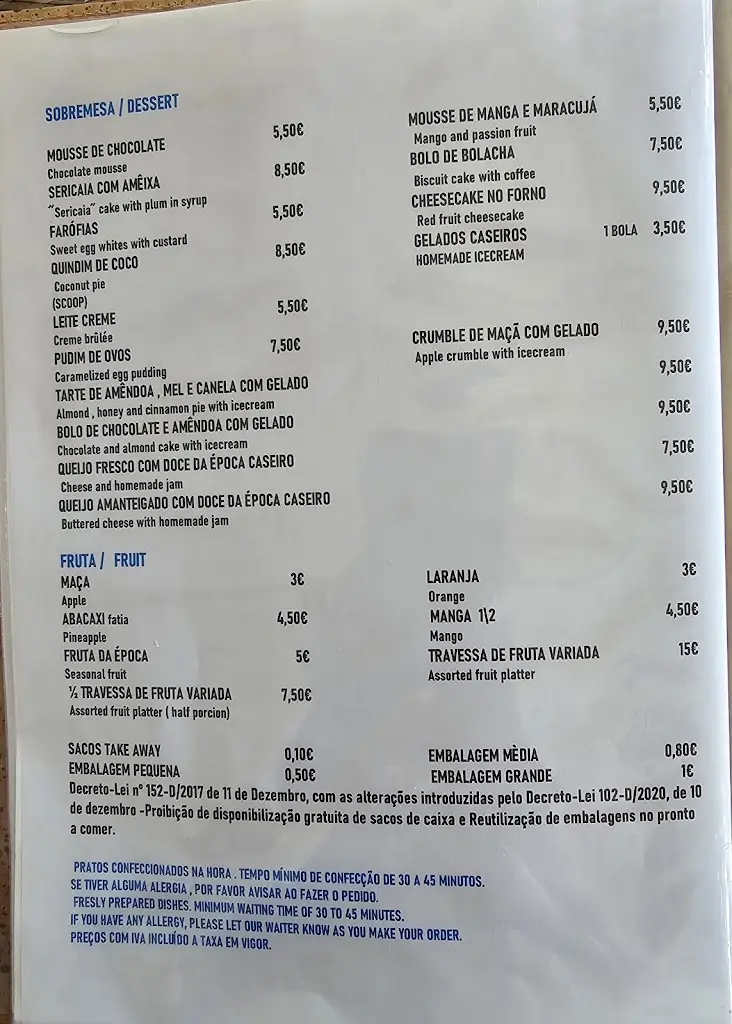 SOBREMESA / DESSERT
MOUSSE DE CHOCOLATE 5,50€
Chocolate mousse
SERICAIA COM AMÊIXA 8,50€
"Sericaia" cake with plum in syrup
FARÓFIAS 5,50€
Sweet egg whites with custard
QUINDIM DE COCO 8,50€
Coconut pie
(SCOOP)
LEITE CREME 5,50€
Creme brûlée
PUDIM DE OVOS 7,50€
Caramelized egg pudding
MOUSSE DE MANGA E MARACUJÁ 5,50€
Mango and passion fruit
BOLO DE BOLACHA 7,50€
Biscuit cake with coffee
CHEESECAKE NO FORNO 9,50€
Red fruit cheesecake
GELADOS CASEIROS 1 BOLA 3,50€
HOMEMADE ICECREAM
CRUMBLE DE MAÇÃ COM GELADO 9,50€
Apple crumble with icecream
TARTE DE AMÊNDOA , MEL E CANELA COM GELADO 9,50€
Almond , honey and cinnamon pie with icecream
BOLO DE CHOCOLATE E AMÊNDOA COM GELADO 9,50€
Chocolate and almond cake with icecream
QUEIJO FRESCO COM DOCE DA ÉPOCA CASEIRO 7,50€
Cheese and homemade jam
QUEIJO AMANTEIGADO COM DOCE DA ÉPOCA CASEIRO 9,50€
Buttered cheese with homemade jam
FRUTA / FRUIT
MAÇA 3€
Apple
ABACAXI fatia 4,50€
Pineapple
FRUTA DA ÉPOCA 5€
Seasonal fruit
½ TRAVESSA DE FRUTA VARIADA 7,50€
Assorted fruit platter ( half porcion)
LARANJA 3€
Orange
MANGA 1\2 4,50€
Mango
TRAVESSA DE FRUTA VARIADA 15€
Assorted fruit platter
SACOS TAKE AWAY 0,10€
EMBALAGEM PEQUENA 0,50€
EMBALAGEM MÈDIA 0,80€
EMBALAGEM GRANDE 1€
Decreto-Lei n° 152-D/2017 de 11 de Dezembro, com as alterações introduzidas pelo Decreto-Lei 102-D/2020, de 10
de dezembro -Proibição de disponibilização gratuita de sacos de caixa e Reutilização de embalagens no pronto
a comer.
PRATOS CONFECCIONADOS NA HORA . TEMPO MÍNIMO DE CONFECÇÃO DE 30 A 45 MINUTOS.
SE TIVER ALGUMA ALERGIA , POR FAVOR AVISAR AO FAZER O PEDIDO.
FRESLY PREPARED DISHES. MINIMUM WAITING TIME OF 30 TO 45 MINUTES.
IF YOU HAVE ANY ALLERGY, PLEASE LET OUR WAITER KNOW AS YOU MAKE YOUR ORDER.
PREÇOS COM IVA INCLUÍDO A TAXA EM VIGOR.